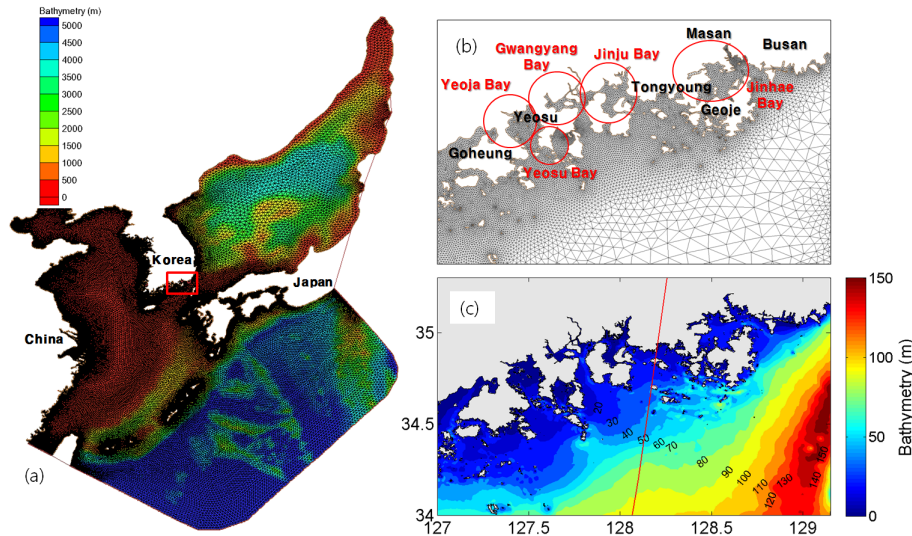 Bathymetry (m)
5000
4500
4000
3500
3000
2500
2000
1500
1000
500
0
Korea
Japan
China
(a)
(b)
Masan
Busan
Gwangyang
Bay
Jinju Bay
Yeoja Bay
Tongyoung
Jinhae
Bay
Geoje
Yeosu
Goheung
Yeosu Bay
(c)
35
34.5
34
127
127.5
128
128.5
129
20
30
40
50
60
70
80
90
100
110
120
130
140
150
150
100
50
0
Bathymetry (m)